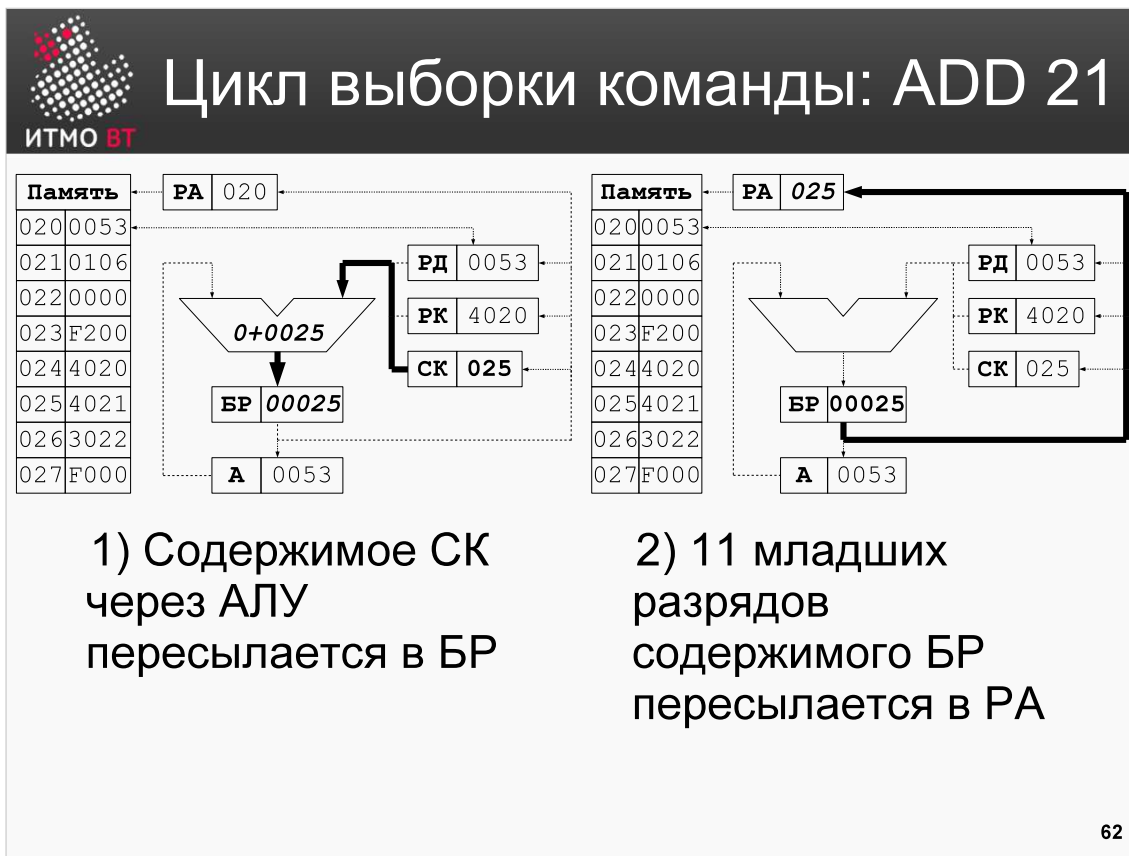 ИТМО ВТ
Цикл выборки команды: ADD 21
Память
РА 020
020 0053
021 0106
022 0000
023 F200
024 4020
025 4021
026 3022
027 F000
РД 0053
РК 4020
СК 025
0+0025
БР 00025
А 0053
Память
РА 025
020 0053
021 0106
022 0000
023 F200
024 4020
025 4021
026 3022
027 F000
РД 0053
РК 4020
СК 025
БР 00025
А 0053
1) Содержимое СК
через АЛУ
пересылается в БР
2) 11 младших
разрядов
содержимого БР
пересылается в РА
62